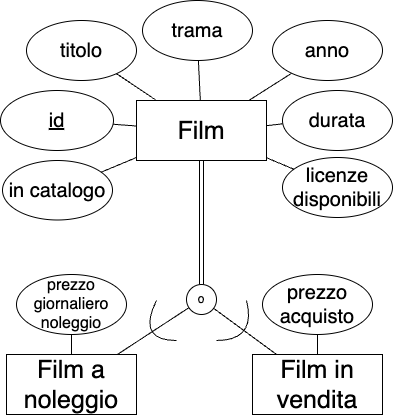 trama
titolo
anno
id
Film
durata
in catalogo
licenze
disponibili
o
prezzo
giornaliero
noleggio
prezzo
acquisto
Film a
noleggio
Film in
vendita